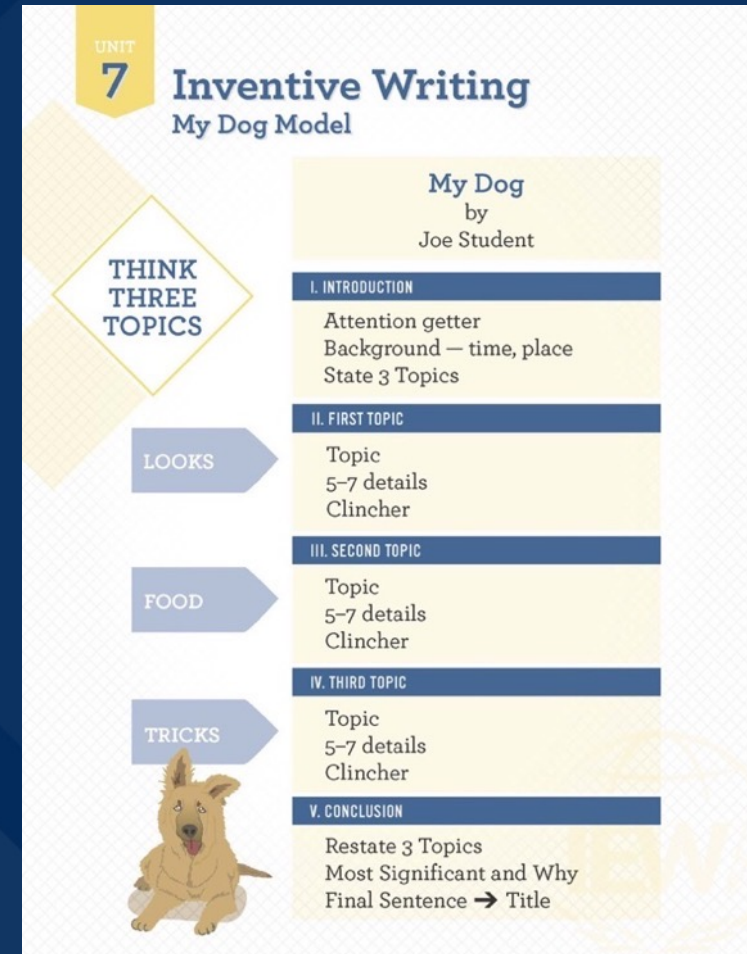 UNIT
7
Inventive Writing
My Dog Model
My Dog
by
Joe Student
THINK
THREE
TOPICS
I. INTRODUCTION
Attention getter
Background — time, place
State 3 Topics
II. FIRST TOPIC
LOOKS
Topic
5–7 details
Clincher
III. SECOND TOPIC
FOOD
Topic
5–7 details
Clincher
IV. THIRD TOPIC
TRICKS
Topic
5–7 details
Clincher
V. CONCLUSION
Restate 3 Topics
Most Significant and Why
Final Sentence ➔ Title
IEW